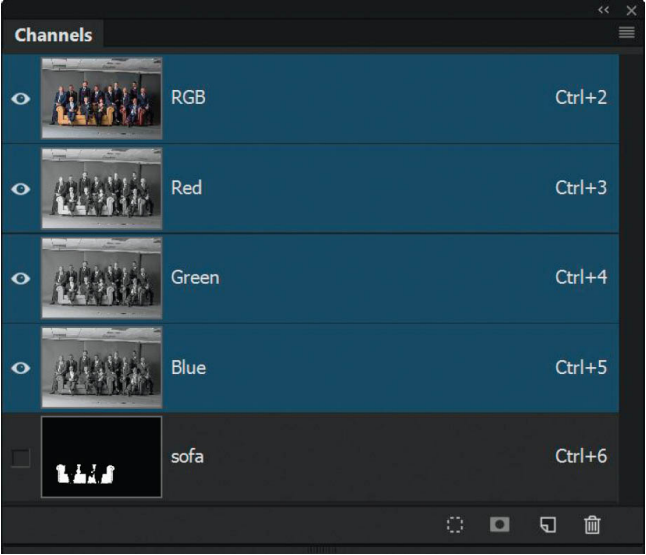 Channels
RGB Ctrl+2
Red Ctrl+3
Green Ctrl+4
Blue Ctrl+5
sofa Ctrl+6